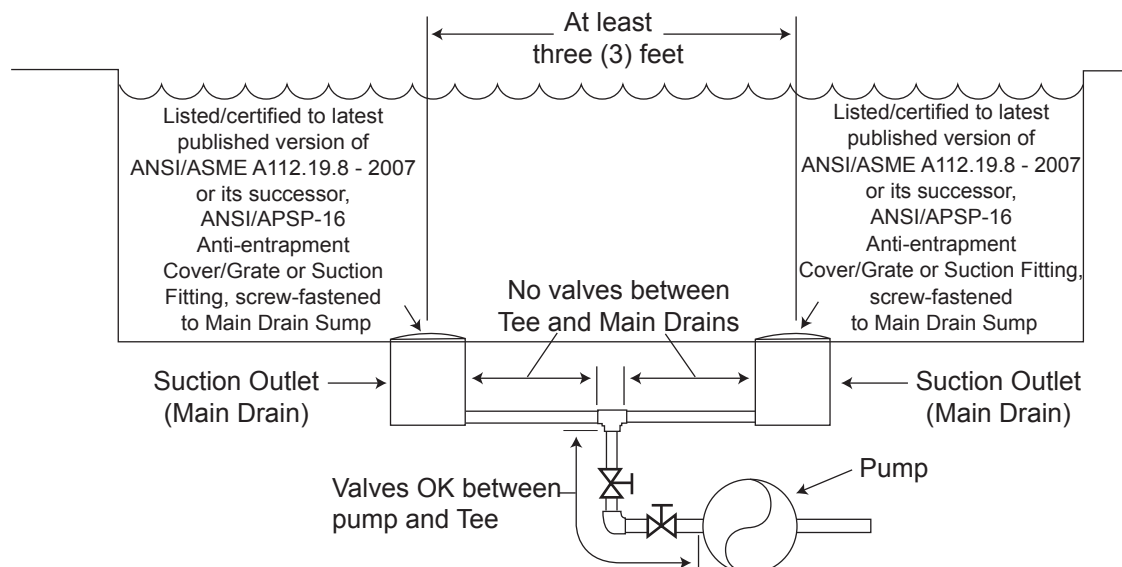 At least
three (3) feet
Listed/certified to latest
published version of
ANSI/ASME A112.19.8 - 2007
or its successor,
ANSI/APSP-16
Anti-entrapment
Cover/Grate or Suction
Fitting, screw-fastened
to Main Drain Sump
Listed/certified to latest
published version of
ANSI/ASME A112.19.8 - 2007
or its successor,
ANSI/APSP-16
Anti-entrapment
Cover/Grate or Suction Fitting,
screw-fastened
to Main Drain Sump
No valves between
Tee and Main Drains
Suction Outlet
(Main Drain)
Suction Outlet
(Main Drain)
Valves OK between
pump and Tee
Pump